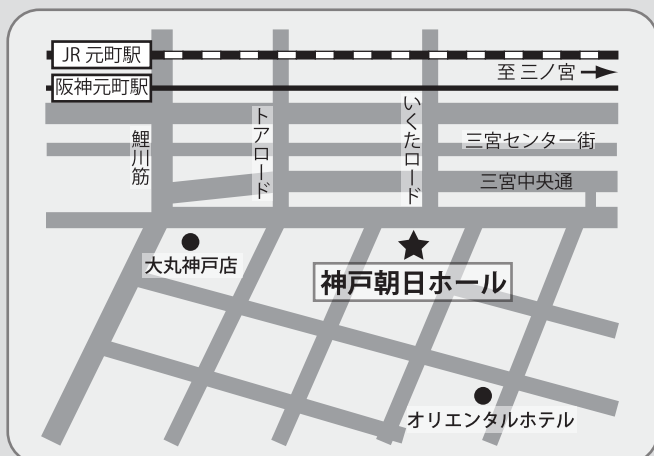 JR 元町駅
至 三ノ宮
阪神元町駅
鯉川筋
トアロード
いくたロード
三宮センター街
三宮中央通
大丸神戸店
神戸朝日ホール
オリエンタルホテル